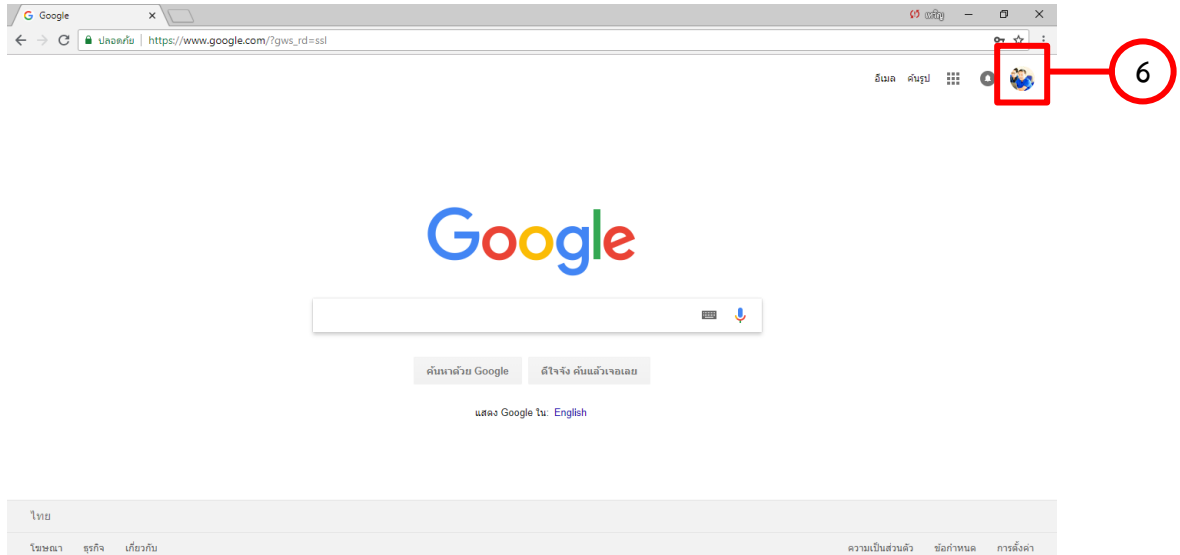 Google
เจริญ
ปลอดภัย | https://www.google.com/?gws_rd=ssl
อีเมล ค้นรูป
6
Google
ค้นหาด้วย Google ดีใจจัง ค้นแล้วเจอเลย
แสดง Google ใน: English
ไทย
โฆษณา ธุรกิจ เกี่ยวกับ ความเป็นส่วนตัว ข้อกำหนด การตั้งค่า